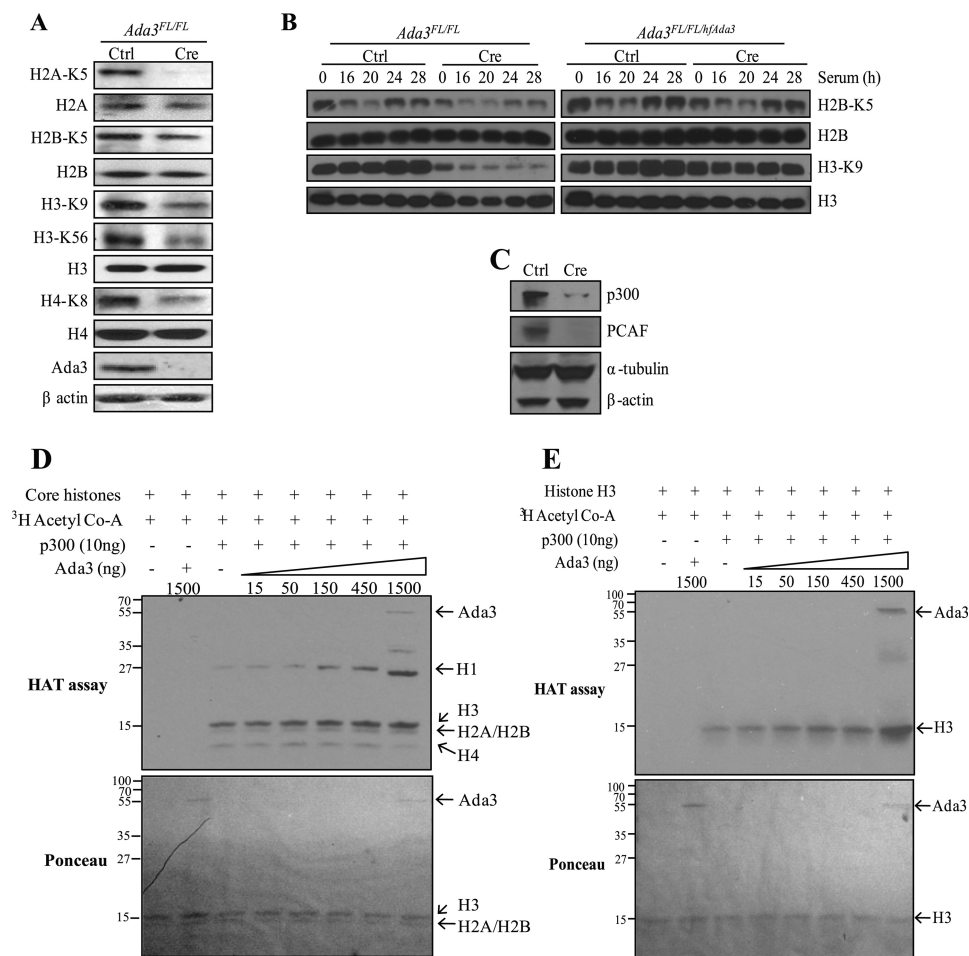 A
Ada3FL/FL
Ctrl Cre
H2A-K5
H2A
H2B-K5
H2B
H3-K9
H3-K56
H3
H4-K8
H4
Ada3
β actin
B
Ada3FL/FL Ada3FL/FL/hfAda3
Ctrl Cre Ctrl Cre
0 16 20 24 28 0 16 20 24 28 0 16 20 24 28 0 16 20 24 28 Serum (h)
H2B-K5
H2B
H3-K9
H3
C
Ctrl Cre
p300
PCAF
α-tubulin
β-actin
D
Core histones + + + + + + + +
3H Acetyl Co-A + + + + + + + +
p300 (10ng) - - + + + + + +
Ada3 (ng) - + -
1500 15 50 150 450 1500
70
55
35
27
15
HAT assay
Ada3
H1
H3
H2A/H2B
H4
100
70
55
35
27
15
Ponceau
Ada3
H3
H2A/H2B
E
Histone H3 + + + + + + + +
3H Acetyl Co-A + + + + + + + +
p300 (10ng) - - + + + + + +
Ada3 (ng) - + -
1500 15 50 150 450 1500
100
70
55
35
27
15
HAT assay
Ada3
H3
100
70
55
35
27
15
Ponceau
Ada3
H3